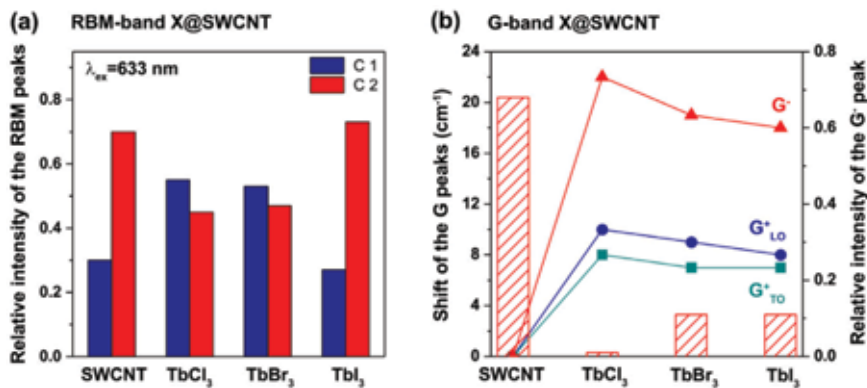 (a) RBM-band X@SWCNT
λex=633 nm
C 1
C 2
Relative intensity of the RBM peaks
0.9
0.6
0.4
0.2
0.0
SWCNT TbCl3 TbBr3 TbI3
(b) G-band X@SWCNT
Shift of the G peaks (cm-1)
24
20
16
12
8
4
0
G-
G+LO
G+TO
0.8
0.6
0.4
0.2
0.0
Relative intensity of the G- peak
SWCNT TbCl3 TbBr3 TbI3